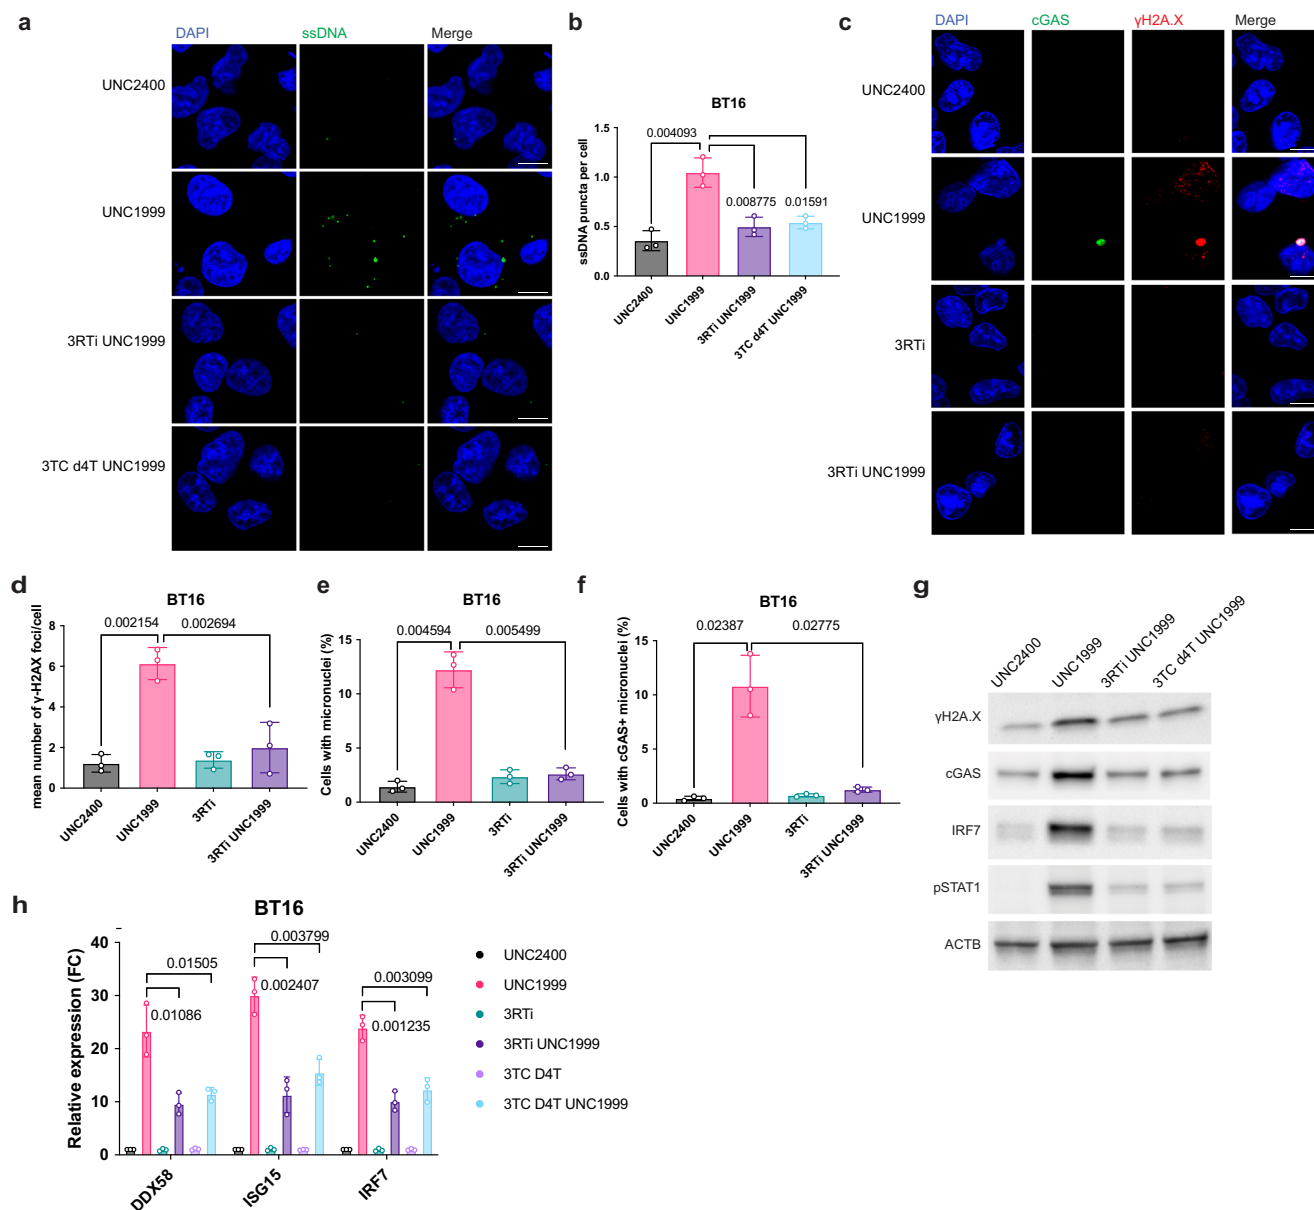 a
DAPI
ssDNA
Merge
UNC2400
UNC1999
3RTi UNC1999
3TC d4T UNC1999
b
BT16
ssDNA puncta per cell
1.5
1.0
0.5
0.0
0.004093
0.008775
0.01591
UNC2400
UNC1999
3RTi UNC1999
3TC d4T UNC1999
c
DAPI
cGAS
γH2A.X
Merge
UNC2400
UNC1999
3RTi
3RTi UNC1999
d
BT16
mean number of γ-H2AX foci/cell
8
6
4
2
0
0.002154
0.002694
UNC2400
UNC1999
3RTi
3RTi UNC1999
e
BT16
Cells with micronuclei (%)
15
10
5
0
0.004594
0.005499
UNC2400
UNC1999
3RTi
3RTi UNC1999
f
BT16
Cells with cGAS+ micronuclei (%)
15
10
5
0
0.02387
0.02775
UNC2400
UNC1999
3RTi
3RTi UNC1999
g
UNC2400
UNC1999
3RTi UNC1999
3TC d4T UNC1999
γH2A.X
cGAS
IRF7
pSTAT1
ACTB
h
BT16
Relative expression (FC)
40
30
20
10
0
0.01505
0.01086
0.003799
0.002407
0.003099
0.001235
DDX58
ISG15
IRF7
UNC2400
UNC1999
3RTi
3RTi UNC1999
3TC D4T
3TC D4T UNC1999